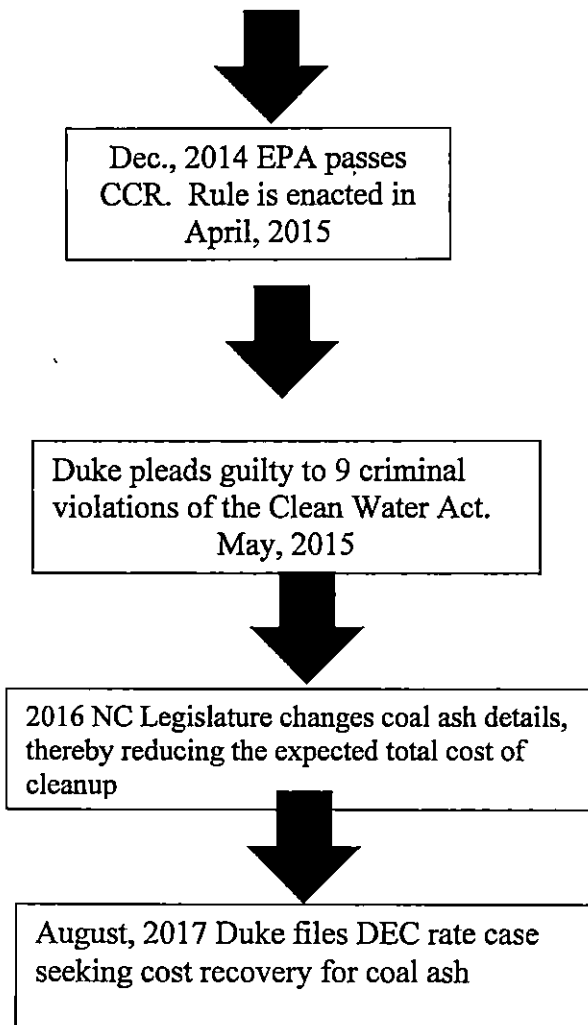 Dec., 2014 EPA passes
CCR. Rule is enacted in
April, 2015
Duke pleads guilty to 9 criminal
violations of the Clean Water Act.
May, 2015
2016 NC Legislature changes coal ash details,
thereby reducing the expected total cost of
cleanup
August, 2017 Duke files DEC rate case
seeking cost recovery for coal ash